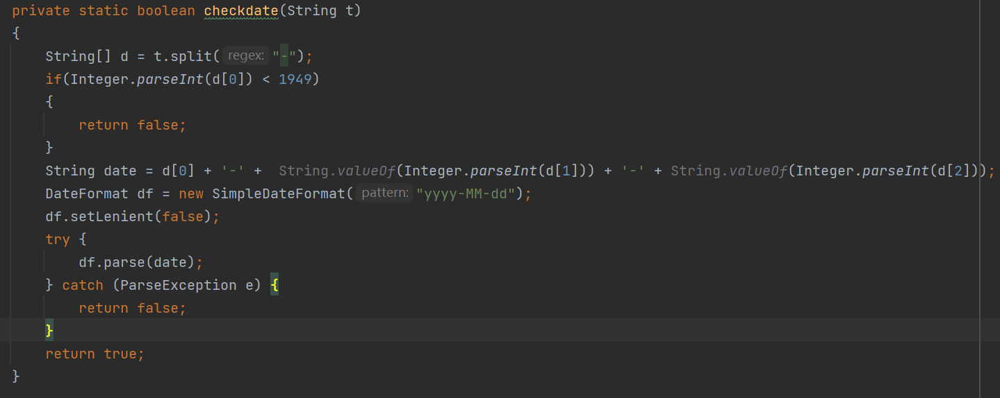 private static boolean checkdate(String t)
{
String[] d = t.split( regex: "-");
if(Integer.parseInt(d[0]) < 1949)
{
return false;
}
String date = d[0] + '-' +  String.valueOf(Integer.parseInt(d[1])) + '-' + String.valueOf(Integer.parseInt(d[2]));
DateFormat df = new SimpleDateFormat( pattern: "yyyy-MM-dd");
df.setLenient(false);
try {
df.parse(date);
} catch (ParseException e) {
return false;
}
return true;
}